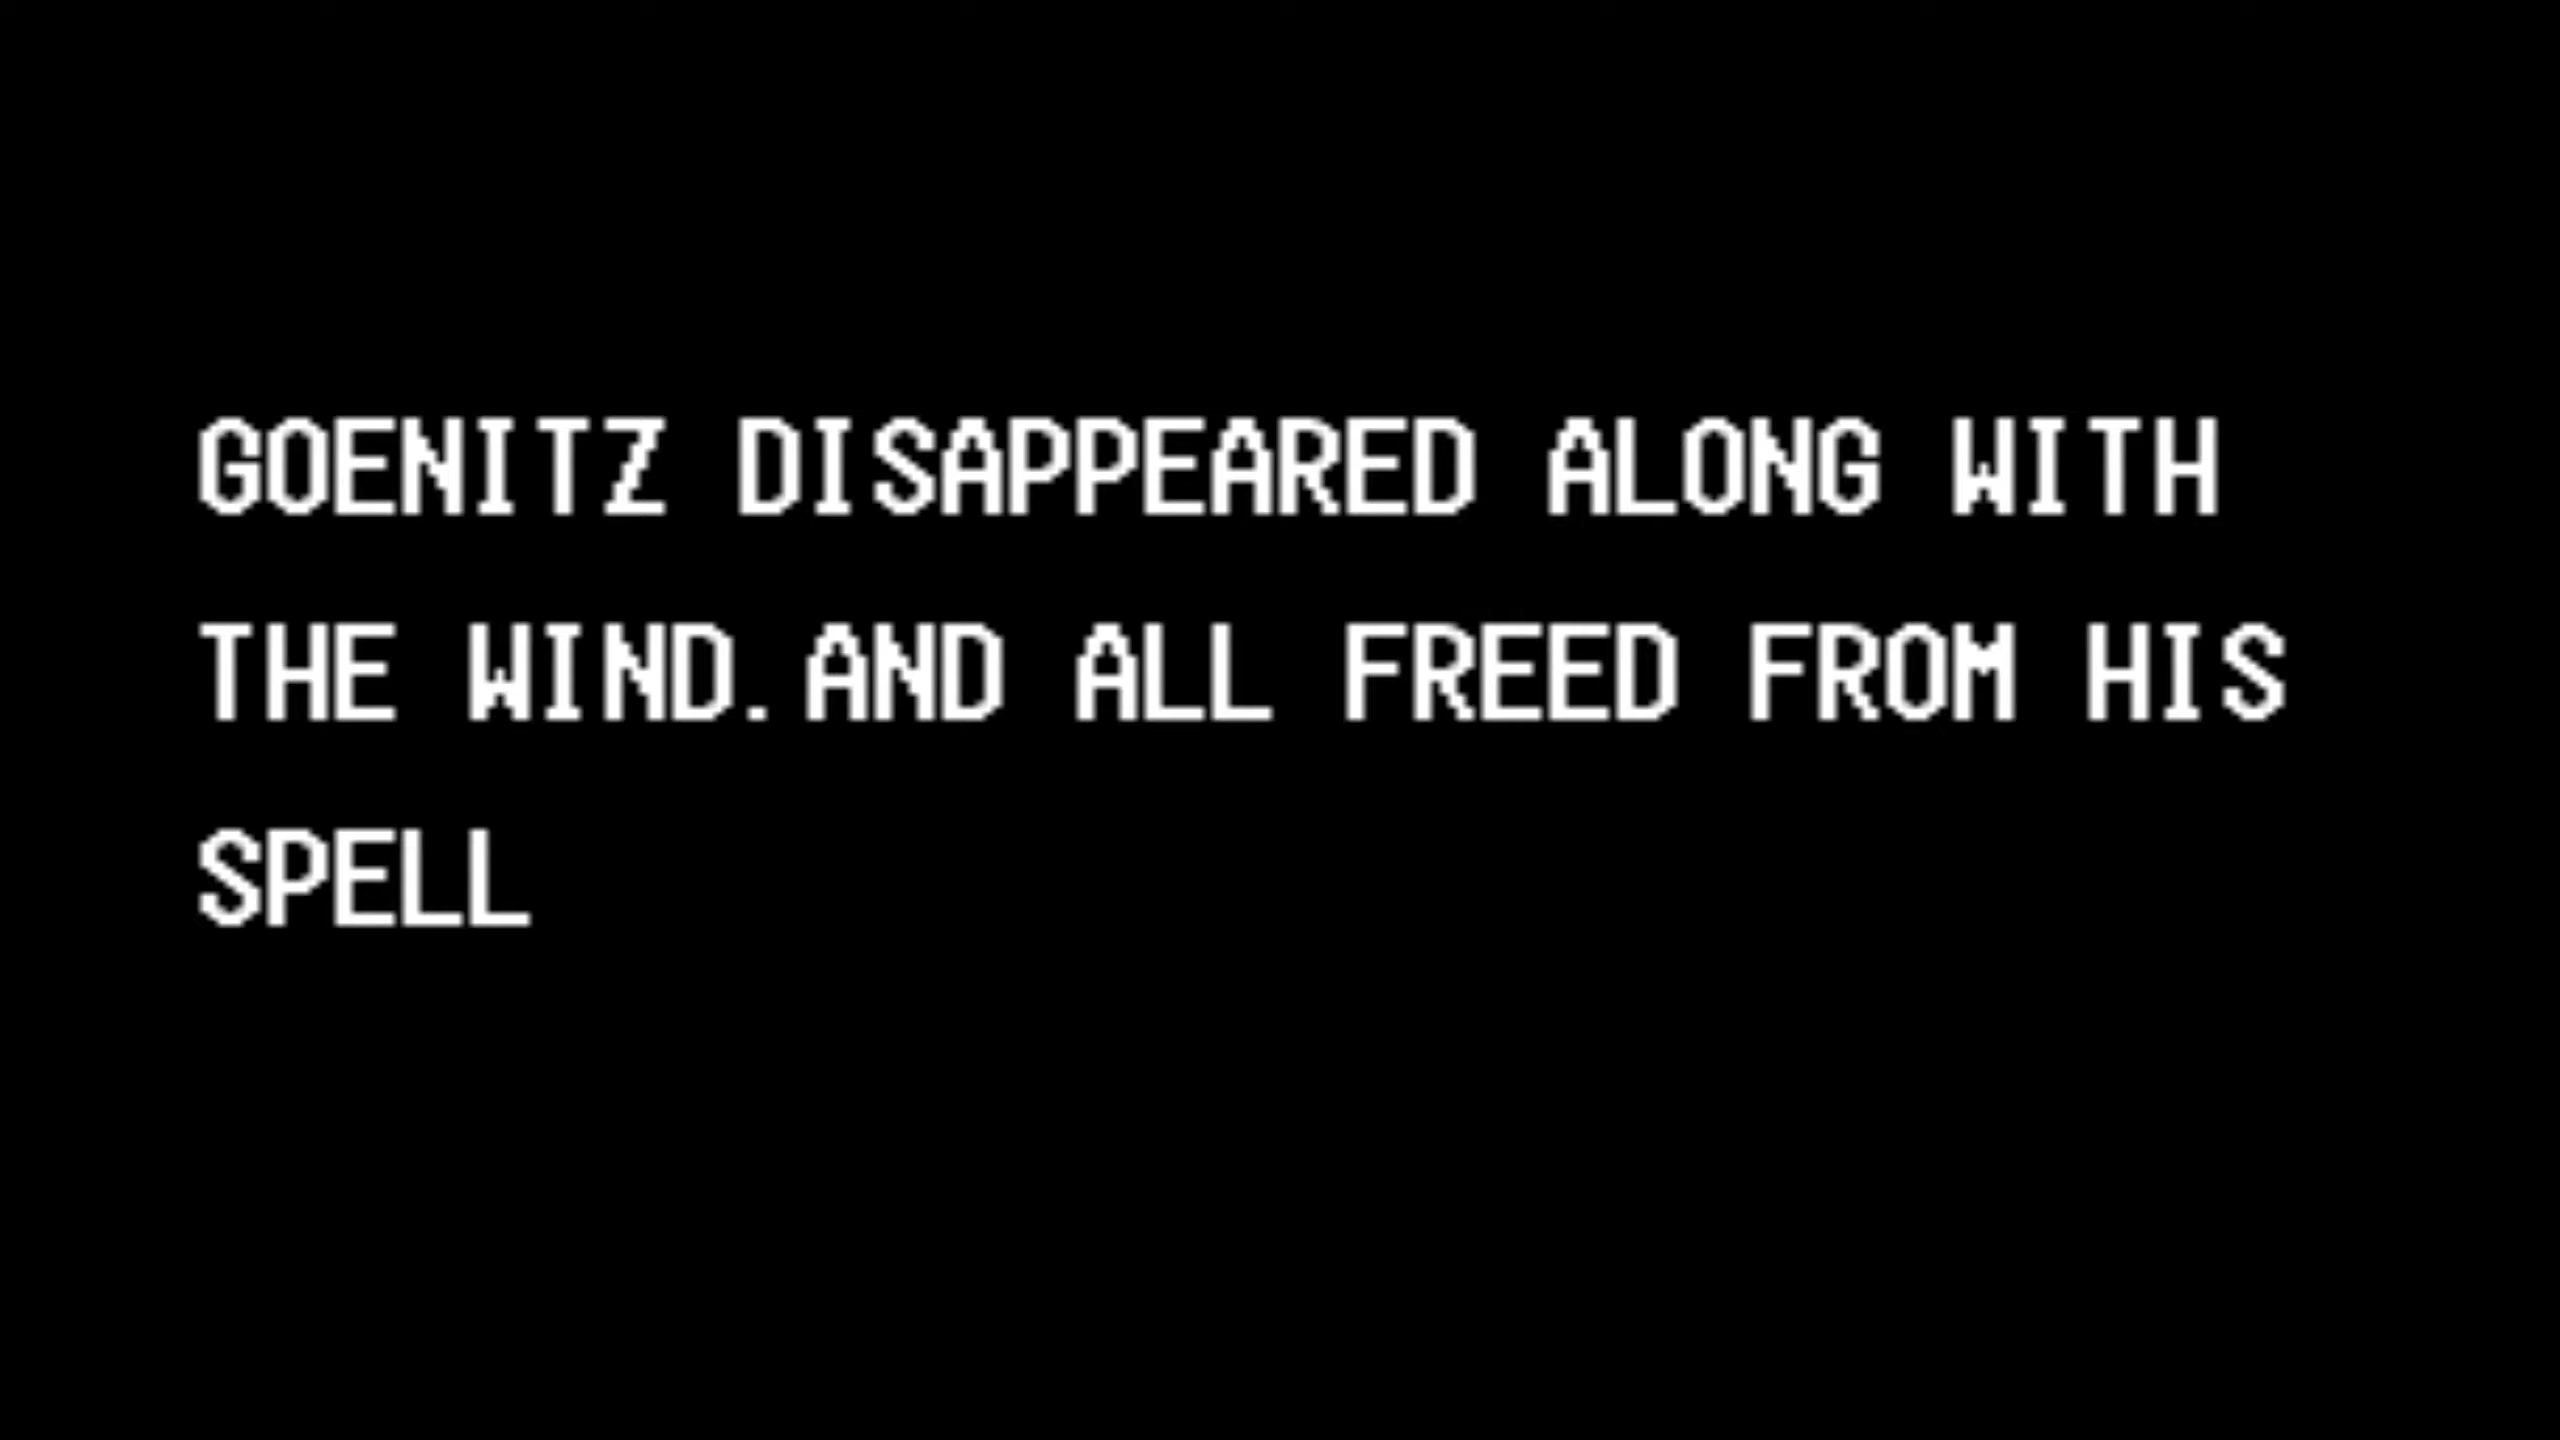 GOENITZ DISAPPEARED ALONG WITH
THE WIND.AND ALL FREED FROM HIS
SPELL